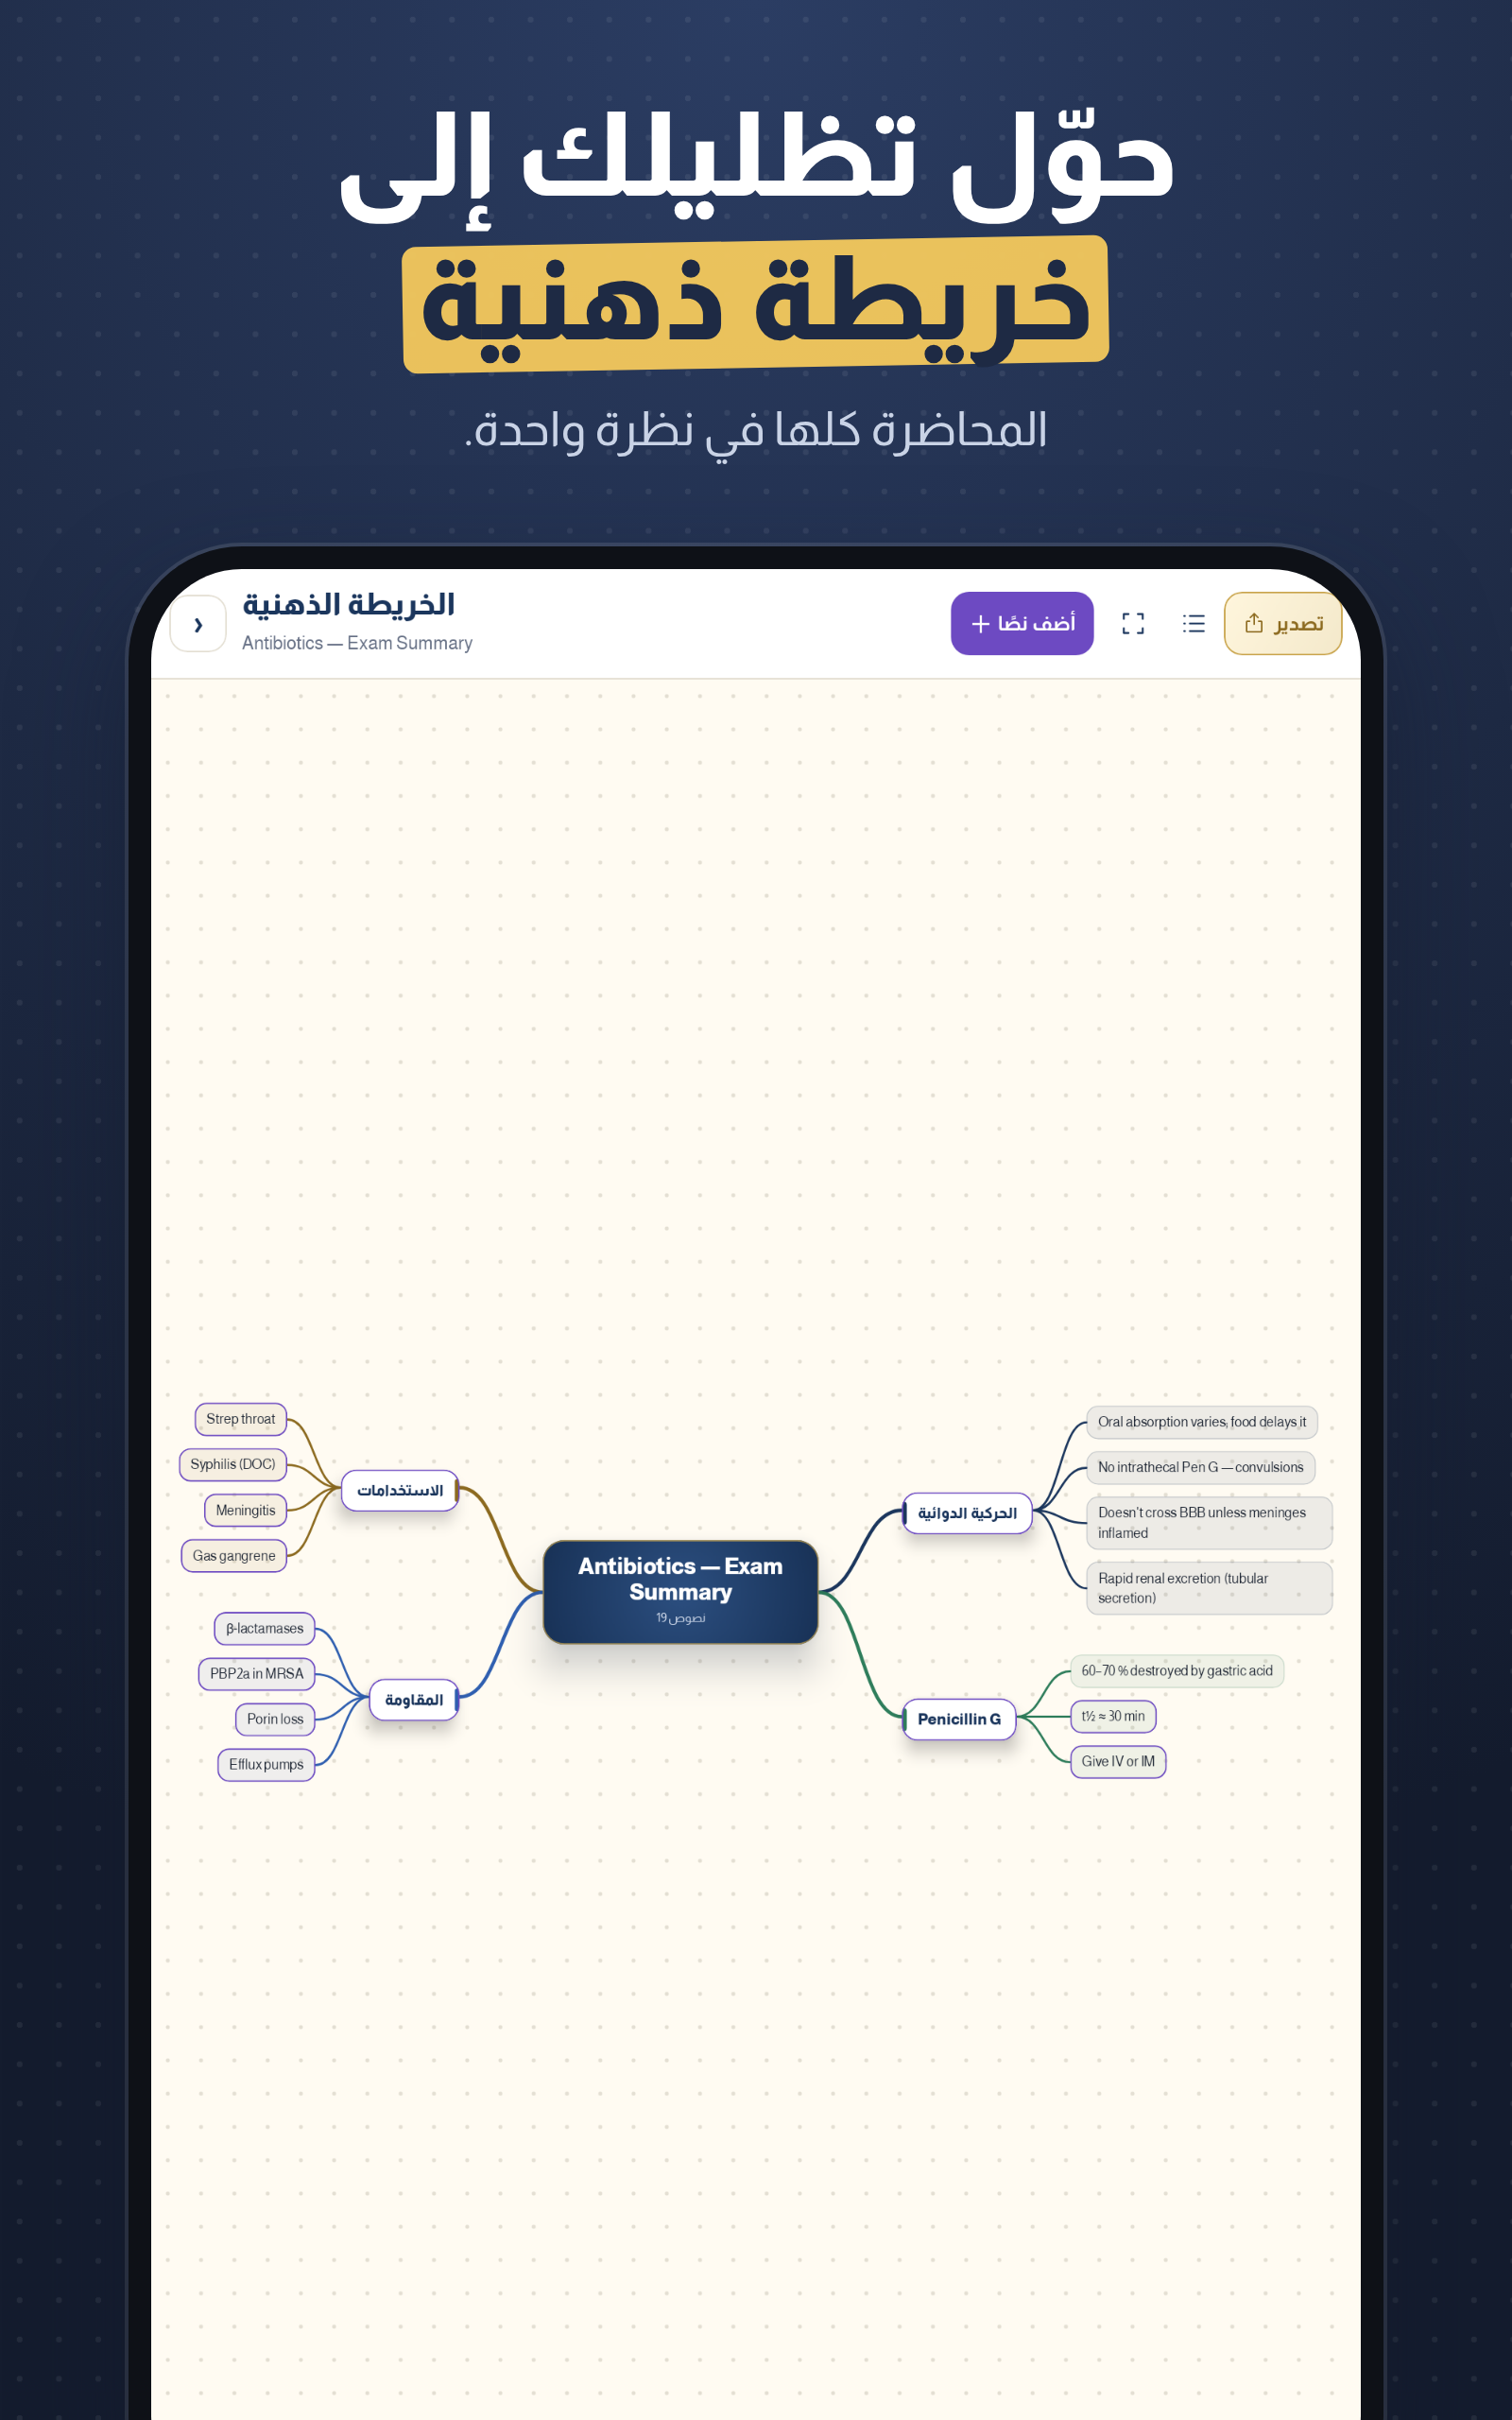 حوّل تظليلك إلى
خريطة ذهنية
المحاضرة كلها في نظرة واحدة.
الخريطة الذهنية
Antibiotics — Exam Summary
أضف نصًا +
تصدير
Strep throat
Syphilis (DOC)
Meningitis
Gas gangrene
الاستخدامات
β-lactamases
PBP2a in MRSA
Porin loss
Efflux pumps
المقاومة
Antibiotics — Exam
Summary
نصوص 19
الحركية الدوائية
Oral absorption varies, food delays it
No intrathecal Pen G — convulsions
Doesn't cross BBB unless meninges
inflamed
Rapid renal excretion (tubular
secretion)
Penicillin G
60–70 % destroyed by gastric acid
t½ ≈ 30 min
Give IV or IM